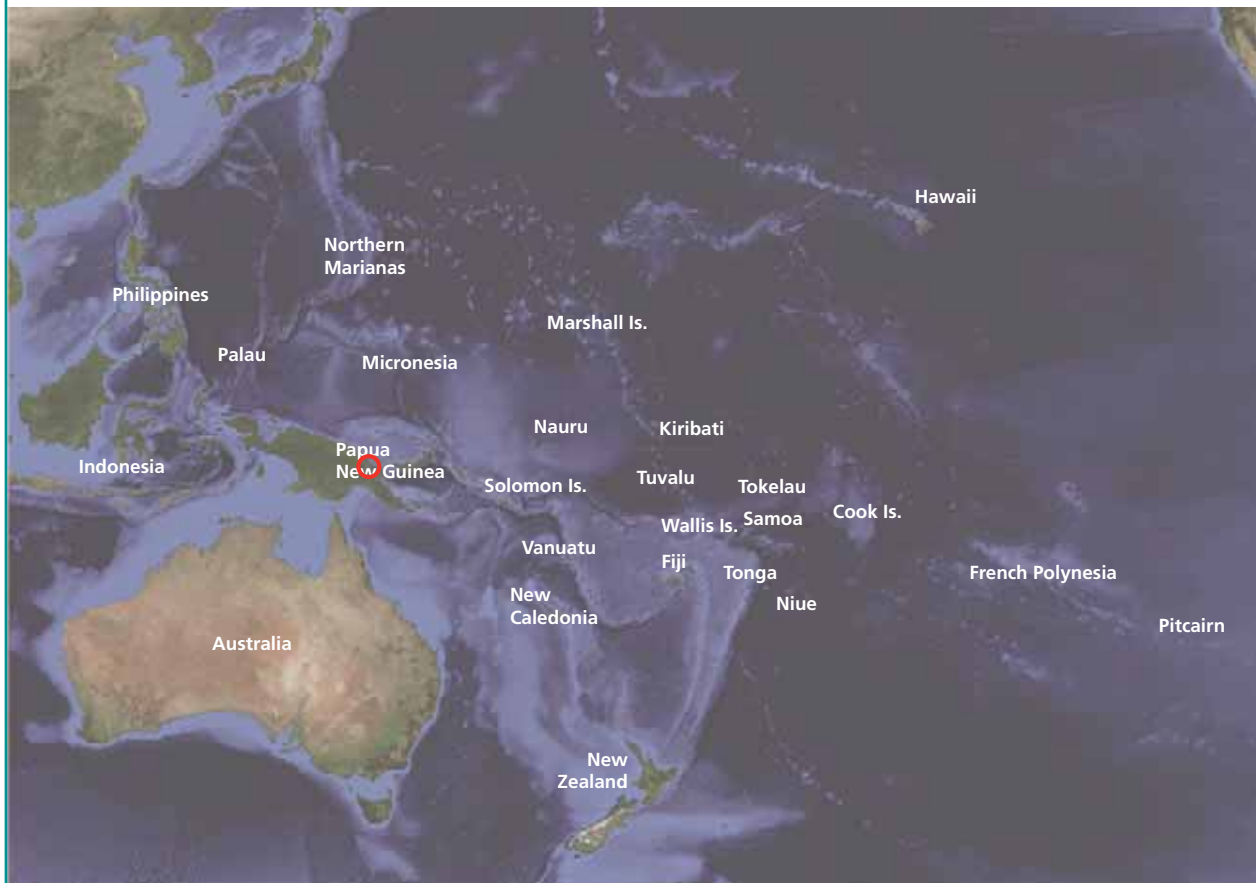 Hawaii
Northern
Marianas
Philippines
Marshall Is.
Palau
Micronesia
Nauru
Kiribati
Papua
New Guinea
Indonesia
Solomon Is.
Tuvalu
Tokelau
Cook Is.
Wallis Is.
Samoa
Vanuatu
Fiji
Tonga
French Polynesia
New
Caledonia
Niue
Pitcairn
Australia
New
Zealand